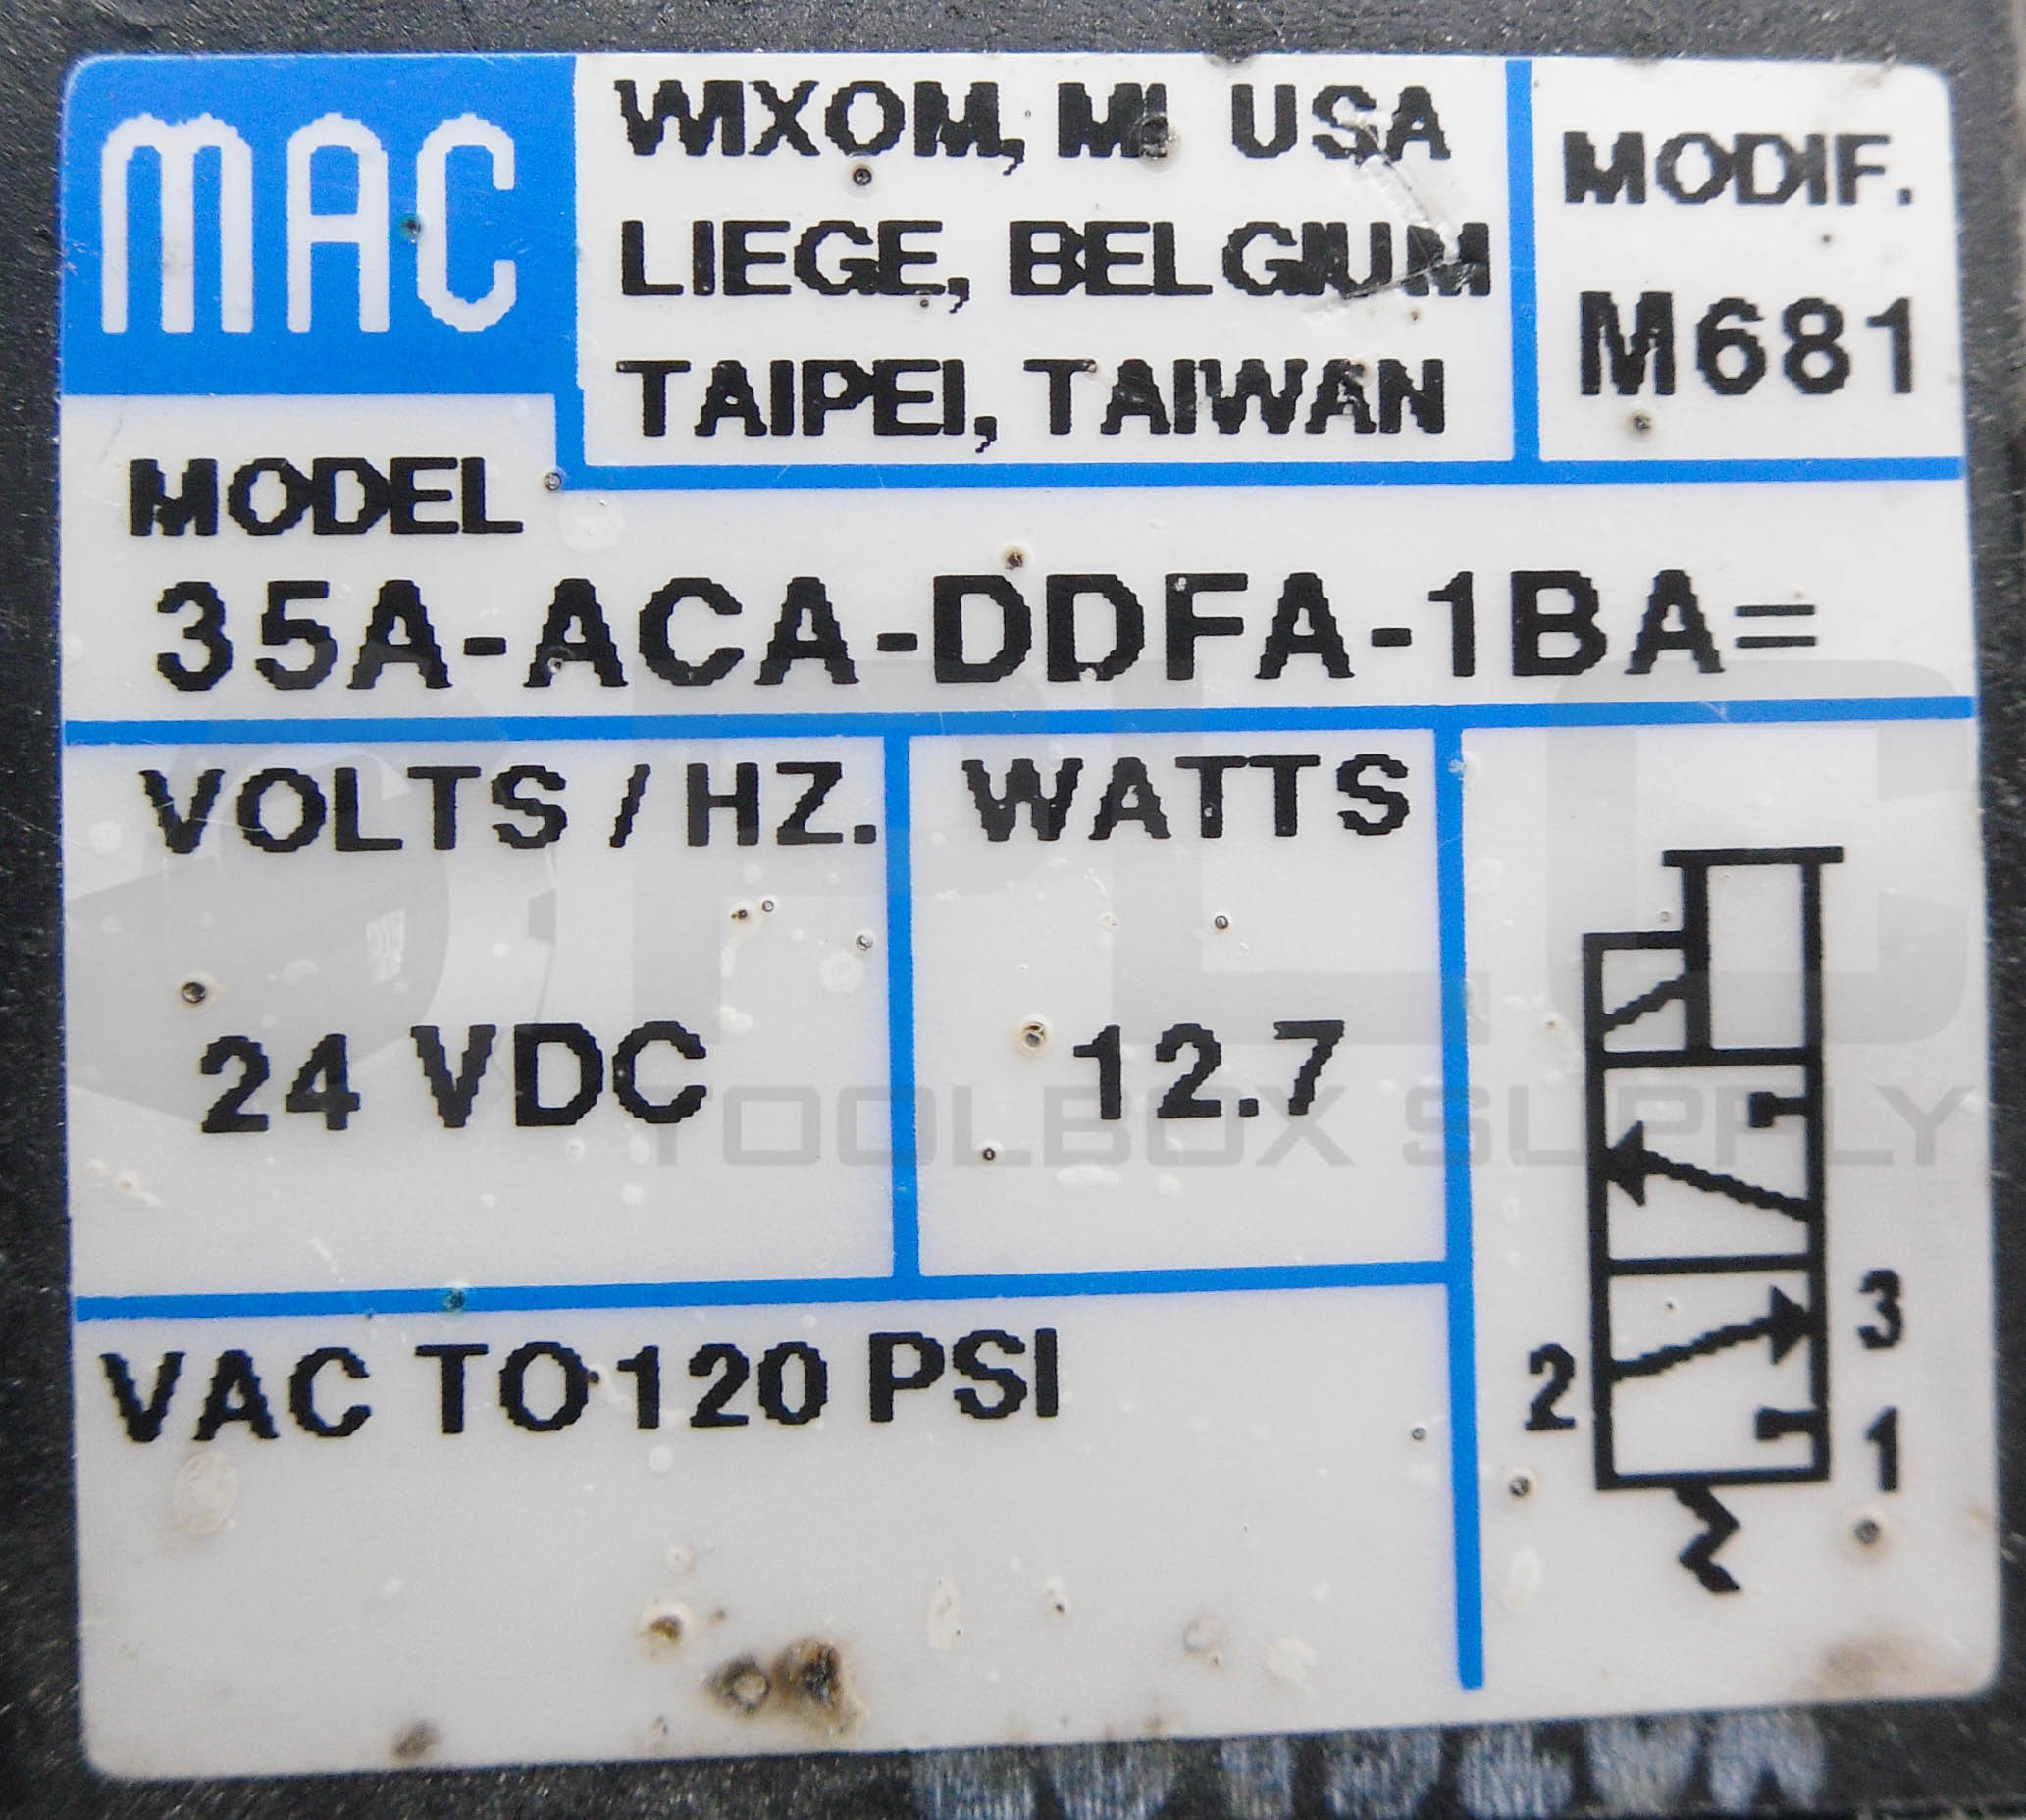 MAC
WIXOM, MI USA
LIEGE, BELGIUM
TAIPEI, TAIWAN
MODIF.
M681
MODEL
35A-ACA-DDFA-1BA=
VOLTS / HZ.
24 VDC
WATTS
12.7
VAC TO 120 PSI
2
3
1
PLC
TOOLBOX SUPPLY